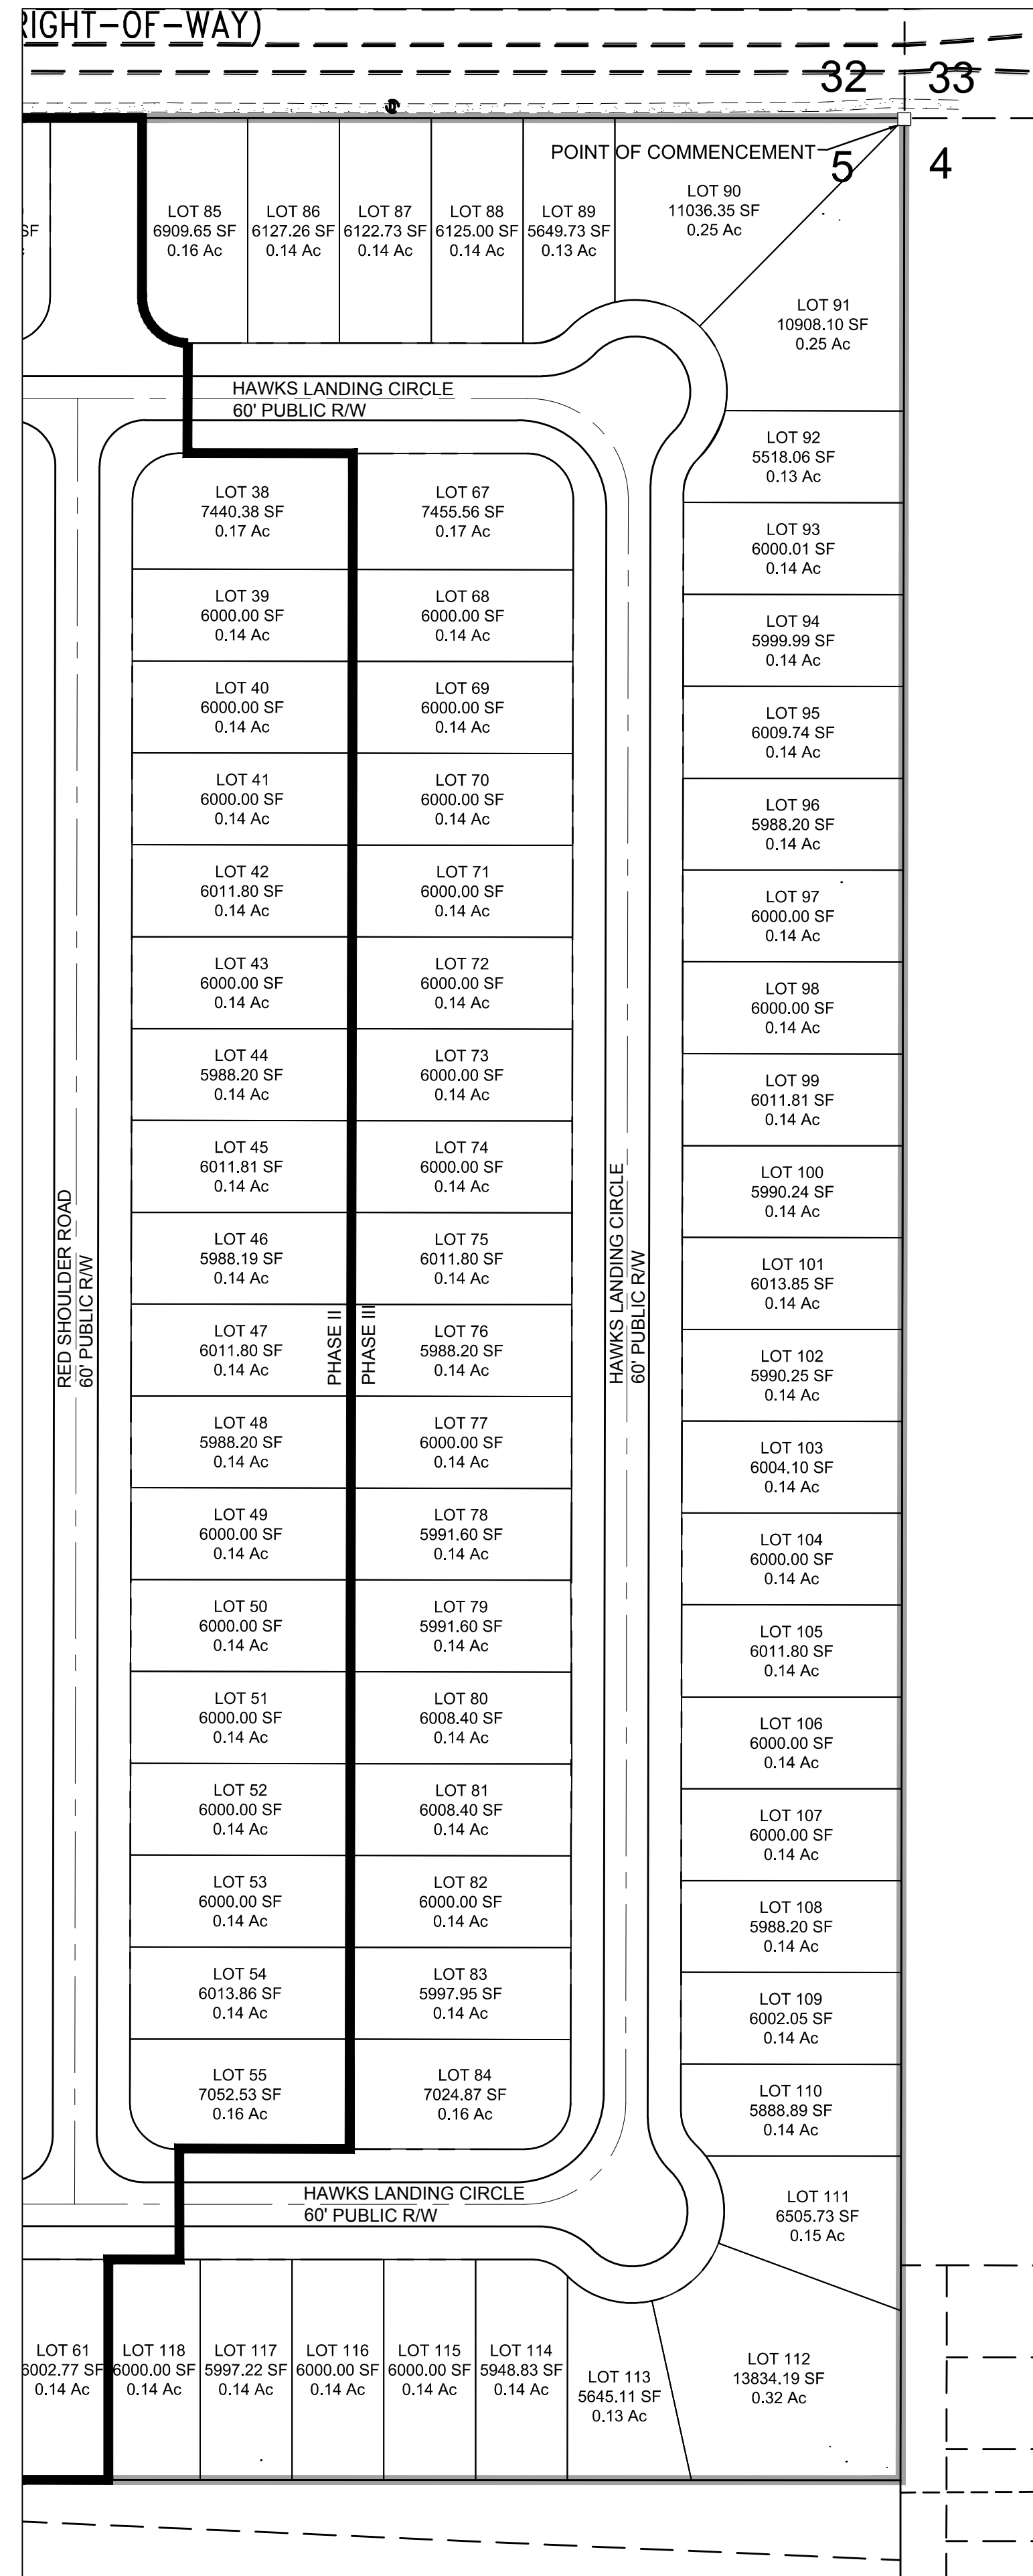 RIGHT-OF-WAY)
32
33
POINT OF COMMENCEMENT
5
4
SF
LOT 85
6909.65 SF
0.16 Ac
LOT 86
6127.26 SF
0.14 Ac
LOT 87
6122.73 SF
0.14 Ac
LOT 88
6125.00 SF
0.14 Ac
LOT 89
5649.73 SF
0.13 Ac
LOT 90
11036.35 SF
0.25 Ac
LOT 91
10908.10 SF
0.25 Ac
HAWKS LANDING CIRCLE
60' PUBLIC R/W
LOT 92
5518.06 SF
0.13 Ac
LOT 38
7440.38 SF
0.17 Ac
LOT 67
7455.56 SF
0.17 Ac
LOT 93
6000.01 SF
0.14 Ac
LOT 39
6000.00 SF
0.14 Ac
LOT 68
6000.00 SF
0.14 Ac
LOT 94
5999.99 SF
0.14 Ac
LOT 40
6000.00 SF
0.14 Ac
LOT 69
6000.00 SF
0.14 Ac
LOT 95
6009.74 SF
0.14 Ac
LOT 41
6000.00 SF
0.14 Ac
LOT 70
6000.00 SF
0.14 Ac
LOT 96
5988.20 SF
0.14 Ac
LOT 42
6011.80 SF
0.14 Ac
LOT 71
6000.00 SF
0.14 Ac
LOT 97
6000.00 SF
0.14 Ac
LOT 43
6000.00 SF
0.14 Ac
LOT 72
6000.00 SF
0.14 Ac
LOT 98
6000.00 SF
0.14 Ac
LOT 44
5988.20 SF
0.14 Ac
LOT 73
6000.00 SF
0.14 Ac
LOT 99
6011.81 SF
0.14 Ac
LOT 45
6011.81 SF
0.14 Ac
LOT 74
6000.00 SF
0.14 Ac
LOT 100
5990.24 SF
0.14 Ac
RED SHOULDER ROAD
60' PUBLIC R/W
LOT 46
5988.19 SF
0.14 Ac
LOT 75
6011.80 SF
0.14 Ac
HAWKS LANDING CIRCLE
60' PUBLIC R/W
LOT 101
6013.85 SF
0.14 Ac
LOT 47
6011.80 SF
0.14 Ac
PHASE II
PHASE III
LOT 76
5988.20 SF
0.14 Ac
LOT 102
5990.25 SF
0.14 Ac
LOT 48
5988.20 SF
0.14 Ac
LOT 77
6000.00 SF
0.14 Ac
LOT 103
6004.10 SF
0.14 Ac
LOT 49
6000.00 SF
0.14 Ac
LOT 78
5991.60 SF
0.14 Ac
LOT 104
6000.00 SF
0.14 Ac
LOT 50
6000.00 SF
0.14 Ac
LOT 79
5991.60 SF
0.14 Ac
LOT 105
6011.80 SF
0.14 Ac
LOT 51
6000.00 SF
0.14 Ac
LOT 80
6008.40 SF
0.14 Ac
LOT 106
6000.00 SF
0.14 Ac
LOT 52
6000.00 SF
0.14 Ac
LOT 81
6008.40 SF
0.14 Ac
LOT 107
6000.00 SF
0.14 Ac
LOT 53
6000.00 SF
0.14 Ac
LOT 82
6000.00 SF
0.14 Ac
LOT 108
5988.20 SF
0.14 Ac
LOT 54
6013.86 SF
0.14 Ac
LOT 83
5997.95 SF
0.14 Ac
LOT 109
6002.05 SF
0.14 Ac
LOT 55
7052.53 SF
0.16 Ac
LOT 84
7024.87 SF
0.16 Ac
LOT 110
5888.89 SF
0.14 Ac
HAWKS LANDING CIRCLE
60' PUBLIC R/W
LOT 111
6505.73 SF
0.15 Ac
LOT 61
6002.77 SF
0.14 Ac
LOT 118
6000.00 SF
0.14 Ac
LOT 117
5997.22 SF
0.14 Ac
LOT 116
6000.00 SF
0.14 Ac
LOT 115
6000.00 SF
0.14 Ac
LOT 114
5948.83 SF
0.14 Ac
LOT 113
5645.11 SF
0.13 Ac
LOT 112
13834.19 SF
0.32 Ac